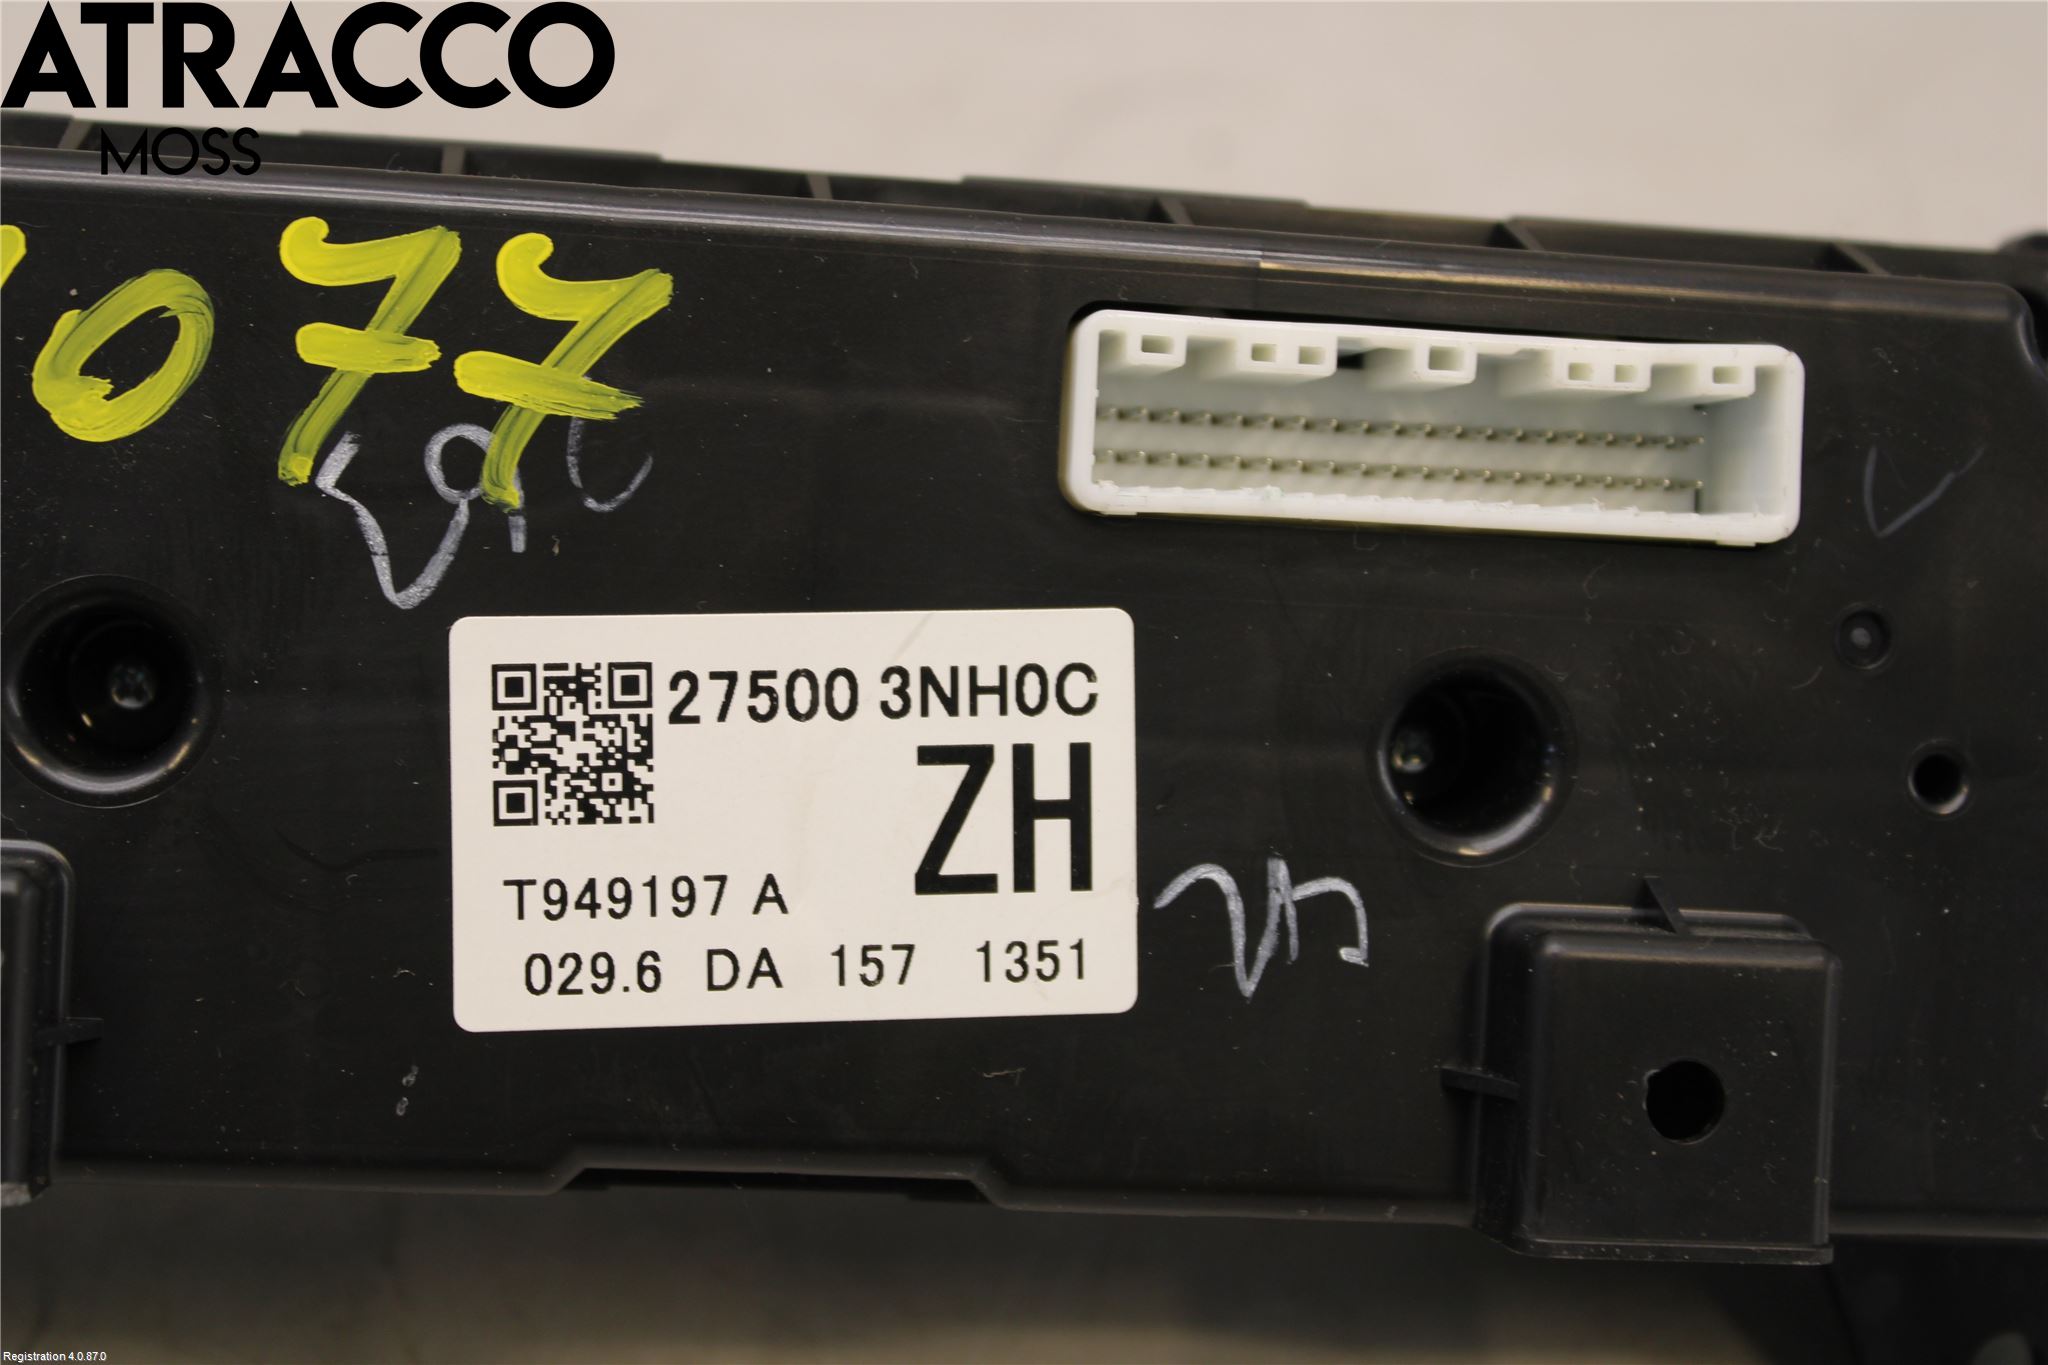 ATRACCO
MOSS
077
27500 3NH0C
ZH
T949197 A
029.6 DA 157 1351
Registration 4.0.87.0